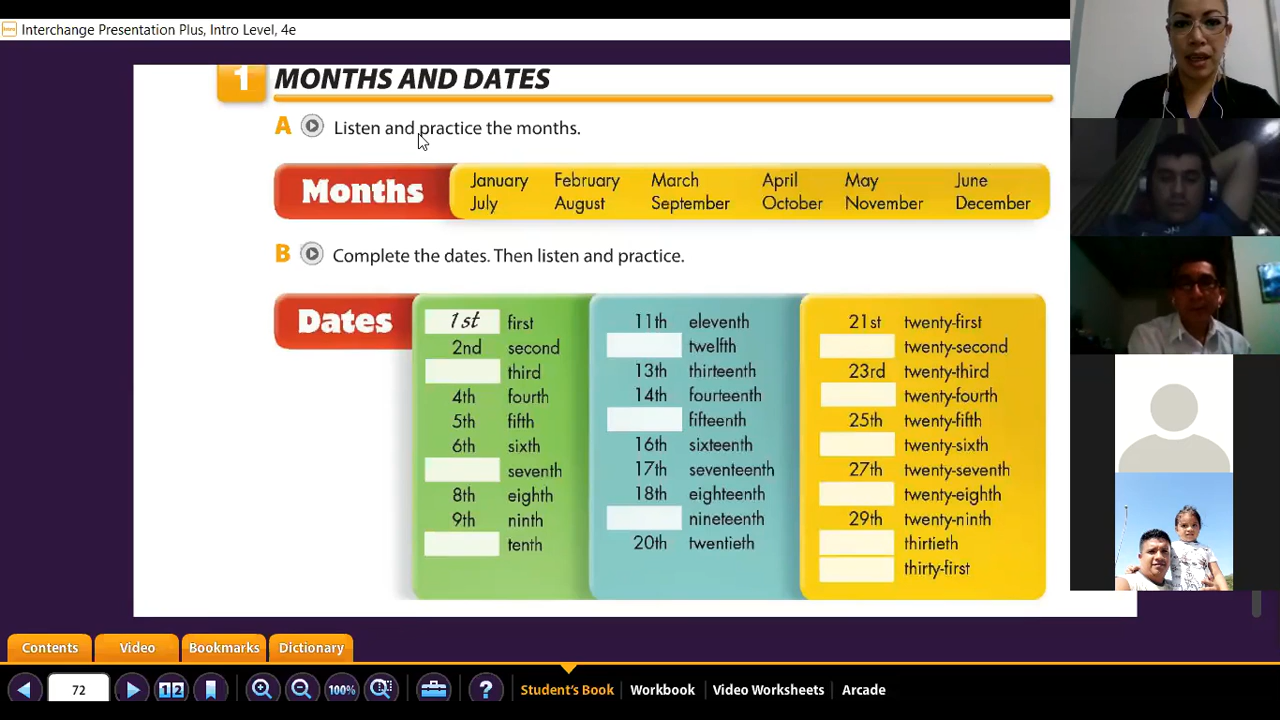 Interchange Presentation Plus, Intro Level, 4e
1 MONTHS AND DATES
A Listen and practice the months.
Months
January February March April May June
July August September October November December
B Complete the dates. Then listen and practice.
Dates
1st first
2nd second
third
4th fourth
5th fifth
6th sixth
seventh
8th eighth
9th ninth
tenth
11th eleventh
twelfth
13th thirteenth
14th fourteenth
fifteenth
16th sixteenth
17th seventeenth
18th eighteenth
nineteenth
20th twentieth
21st twenty-first
twenty-second
23rd twenty-third
twenty-fourth
25th twenty-fifth
twenty-sixth
27th twenty-seventh
twenty-eighth
29th twenty-ninth
thirtieth
thirty-first
Contents Video Bookmarks Dictionary
72 12 100% ? Student's Book Workbook Video Worksheets Arcade